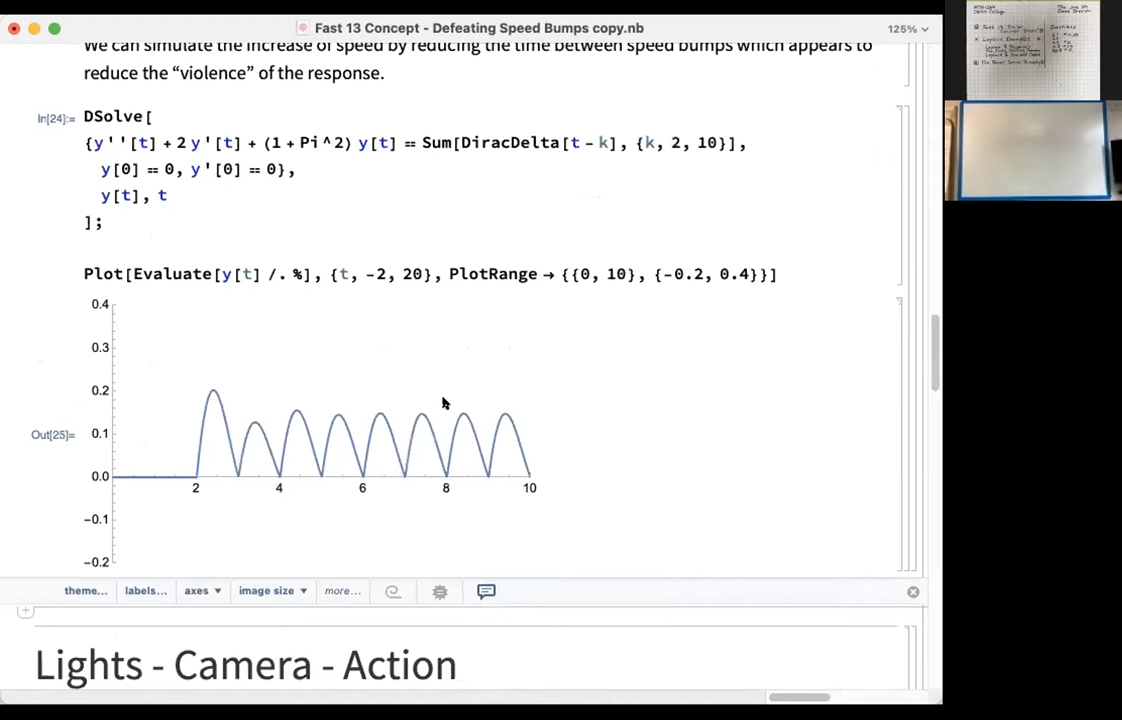 Fast 13 Concept - Defeating Speed Bumps copy.nb
125%
We can simulate the increase of speed by reducing the time between speed bumps which appears to
reduce the “violence” of the response.
In[24]:= DSolve[
{y''[t] + 2 y'[t] + (1 + Pi^2) y[t] == Sum[DiracDelta[t - k], {k, 2, 10}],
y[0] == 0, y'[0] == 0},
y[t], t
];
Plot[Evaluate[y[t] /. %], {t, -2, 20}, PlotRange → {{0, 10}, {-0.2, 0.4}}]
0.4
0.3
0.2
0.1
Out[25]=
0.0
2 4 6 8 10
-0.1
-0.2
theme... labels... axes image size more...
Lights - Camera - Action